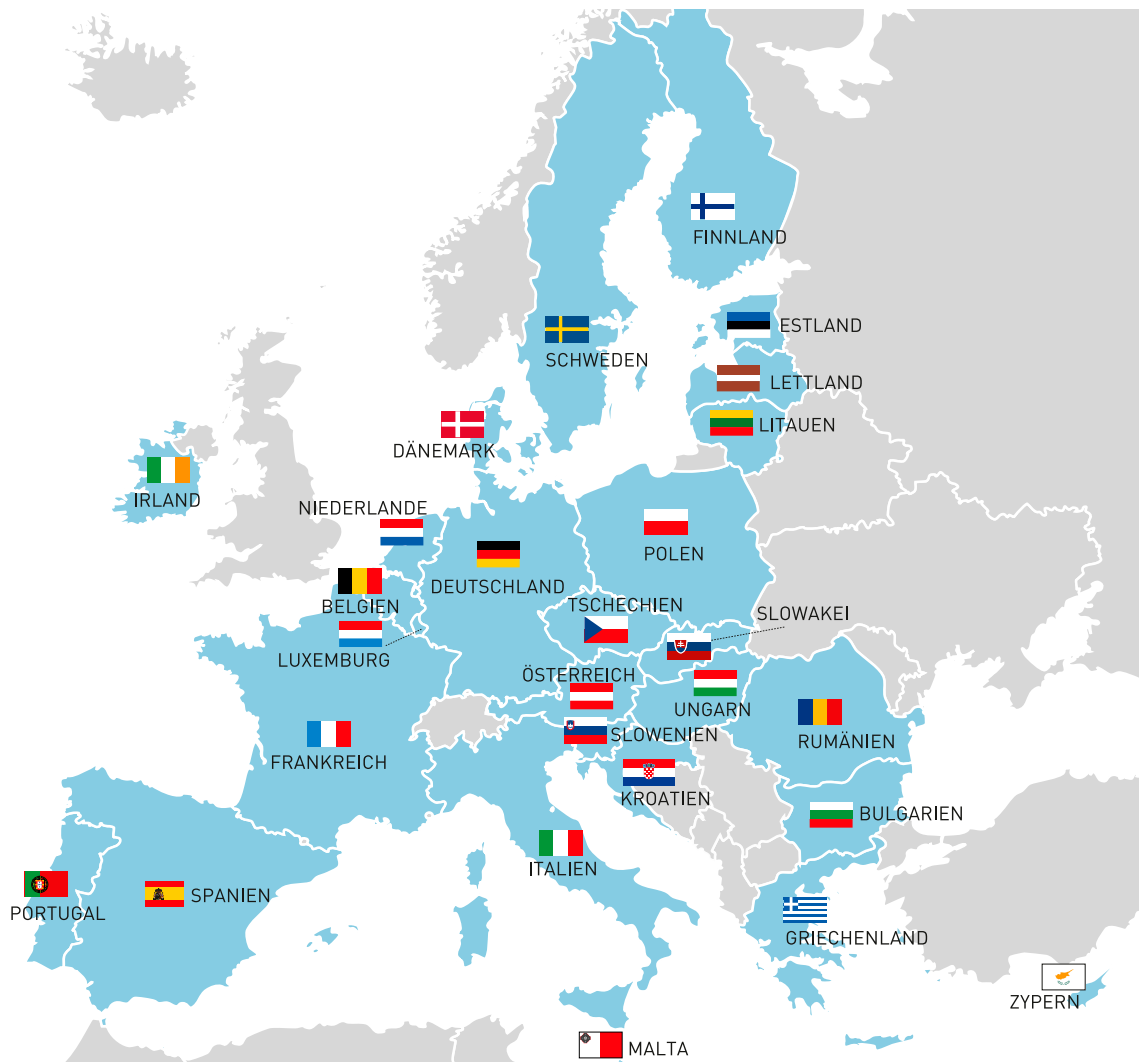 FINNLAND
ESTLAND
SCHWEDEN
LETTLAND
LITAUEN
DÄNEMARK
IRLAND
NIEDERLANDE
POLEN
DEUTSCHLAND
BELGIEN
TSCHECHIEN
SLOWAKEI
LUXEMBURG
ÖSTERREICH
UNGARN
SLOWENIEN
RUMÄNIEN
FRANKREICH
KROATIEN
BULGARIEN
ITALIEN
SPANIEN
PORTUGAL
GRIECHENLAND
ZYPERN
MALTA